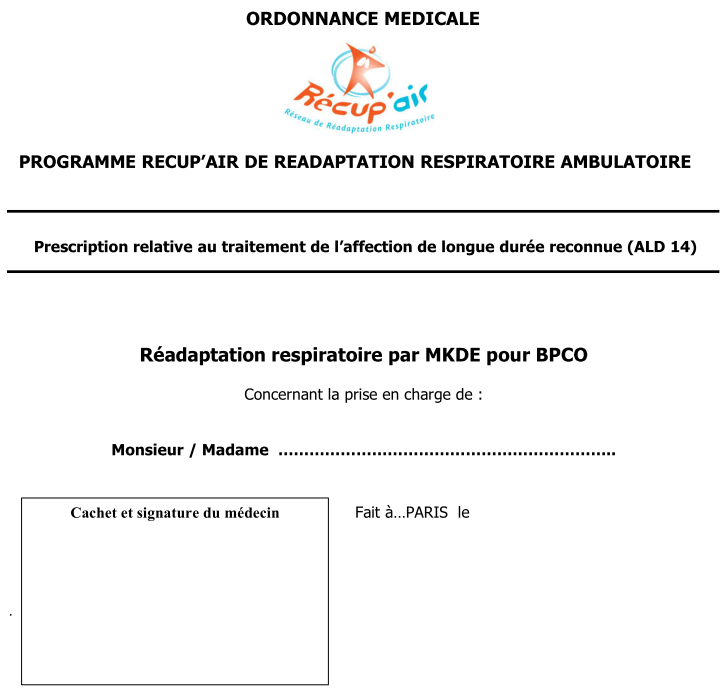 ORDONNANCE MEDICALE
Récup'air
Réseau de Réadaptation Respiratoire
PROGRAMME RECUP’AIR DE READAPTATION RESPIRATOIRE AMBULATOIRE
Prescription relative au traitement de l’affection de longue durée reconnue (ALD 14)
Réadaptation respiratoire par MKDE pour BPCO
Concernant la prise en charge de :
Monsieur / Madame ……………………………………………………….
Cachet et signature du médecin
Fait à…PARIS le
.